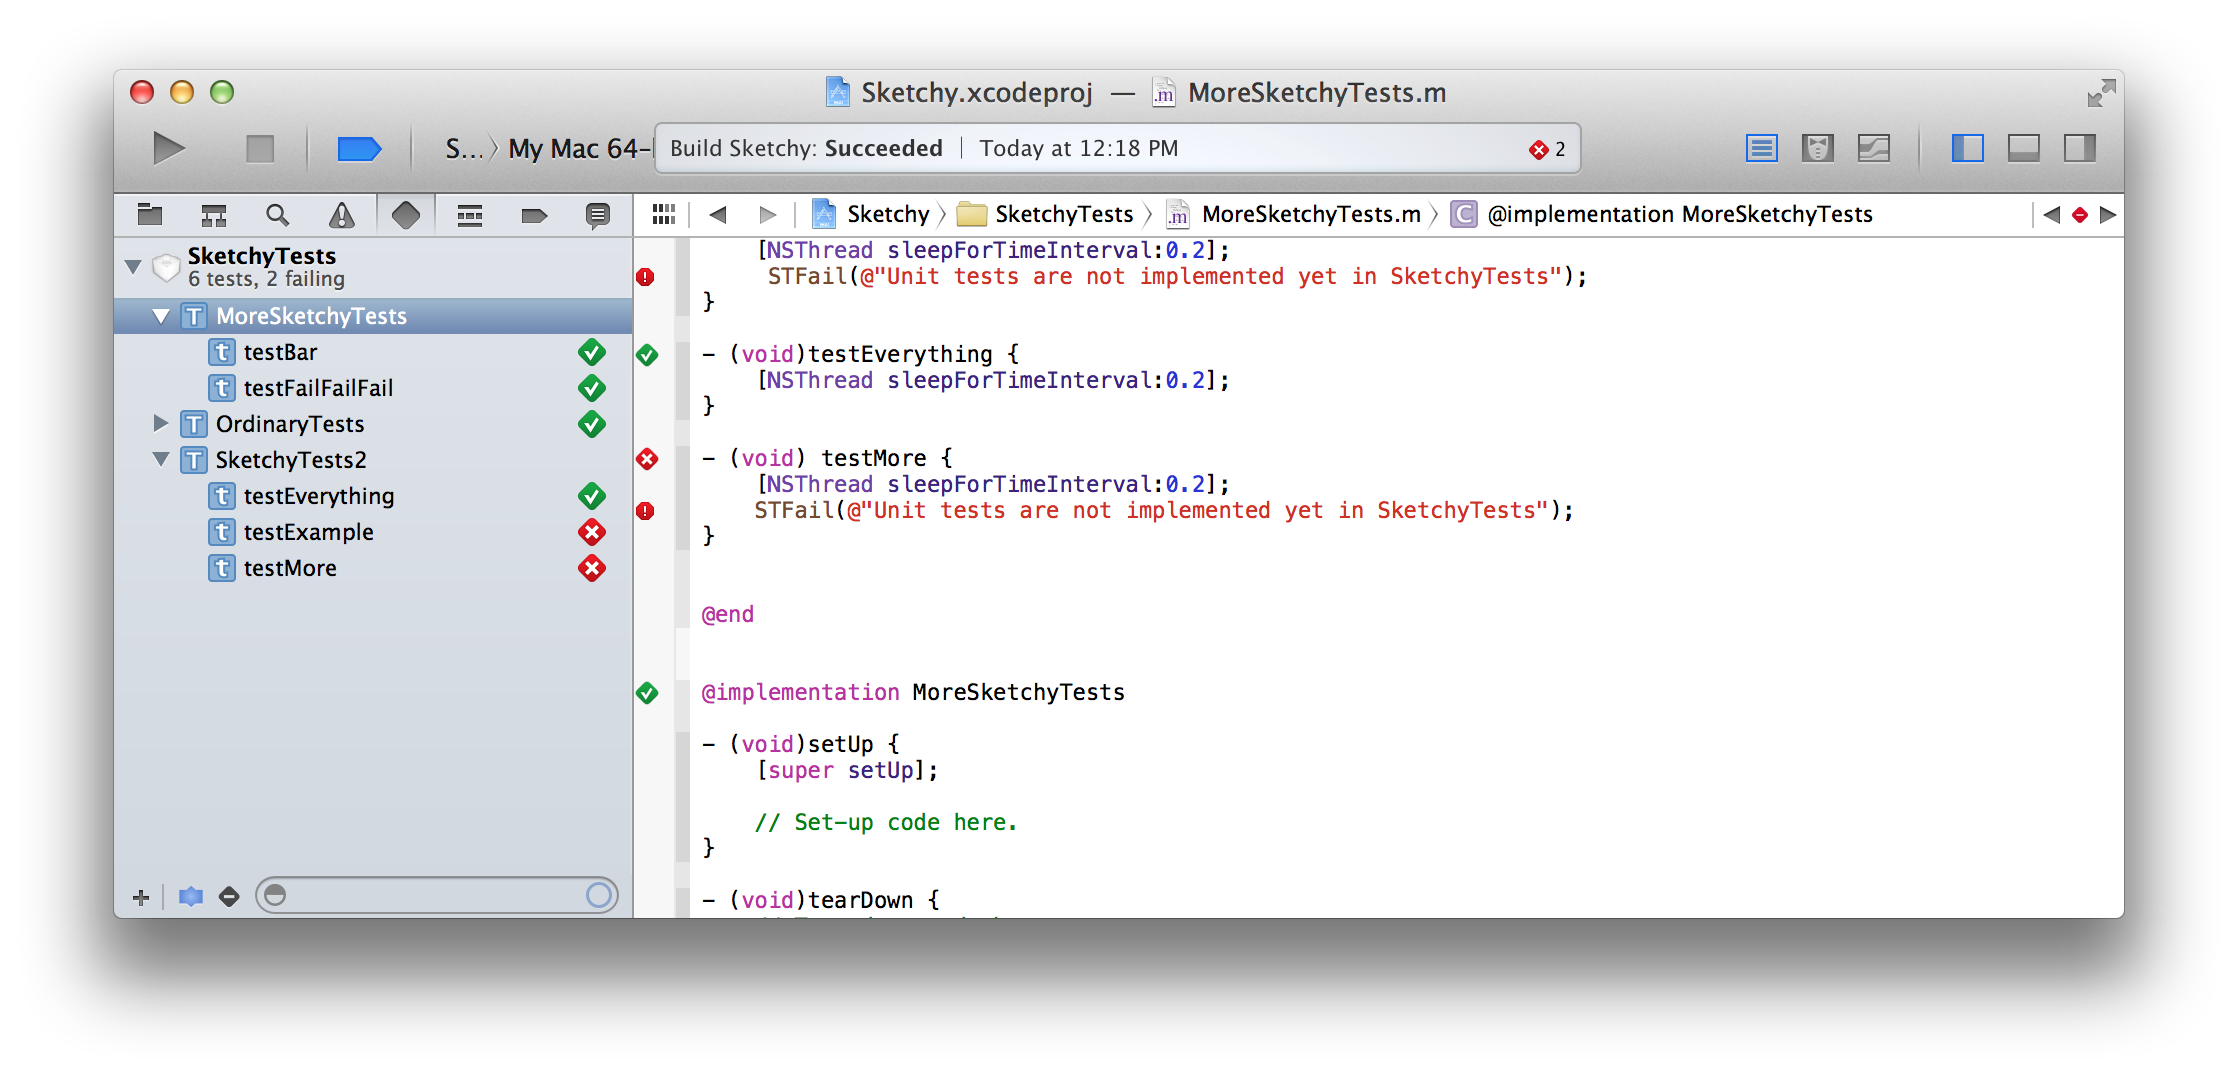 Sketchy.xcodeproj — MoreSketchyTests.m
S... My Mac 64-
Build Sketchy: Succeeded | Today at 12:18 PM
2
Sketchy SketchyTests MoreSketchyTests.m C @implementation MoreSketchyTests
SketchyTests
6 tests, 2 failing
T MoreSketchyTests
t testBar
t testFailFailFail
T OrdinaryTests
T SketchyTests2
t testEverything
t testExample
t testMore
[NSThread sleepForTimeInterval:0.2];
STFail(@"Unit tests are not implemented yet in SketchyTests");
}
- (void)testEverything {
[NSThread sleepForTimeInterval:0.2];
}
- (void) testMore {
[NSThread sleepForTimeInterval:0.2];
STFail(@"Unit tests are not implemented yet in SketchyTests");
}
@end
@implementation MoreSketchyTests
- (void)setUp {
[super setUp];
// Set-up code here.
}
- (void)tearDown {